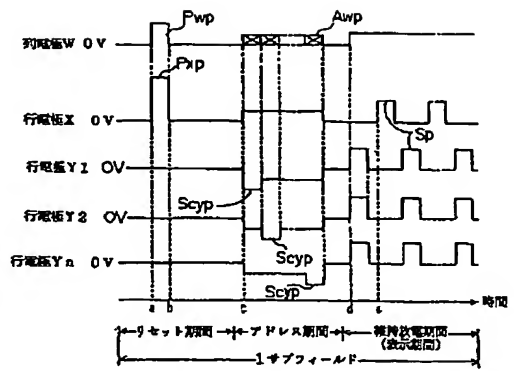 Pwp
Awp
列電極W 0V
Pxp
行電極X 0V
Sp
行電極Y1 0V
Scyp
行電極Y2 0V
Scyp
行電極Yn 0V
Scyp
a b c d e 時間
リセット期間 アドレス期間 維持放電期間
(表示期間)
1サブフィールド